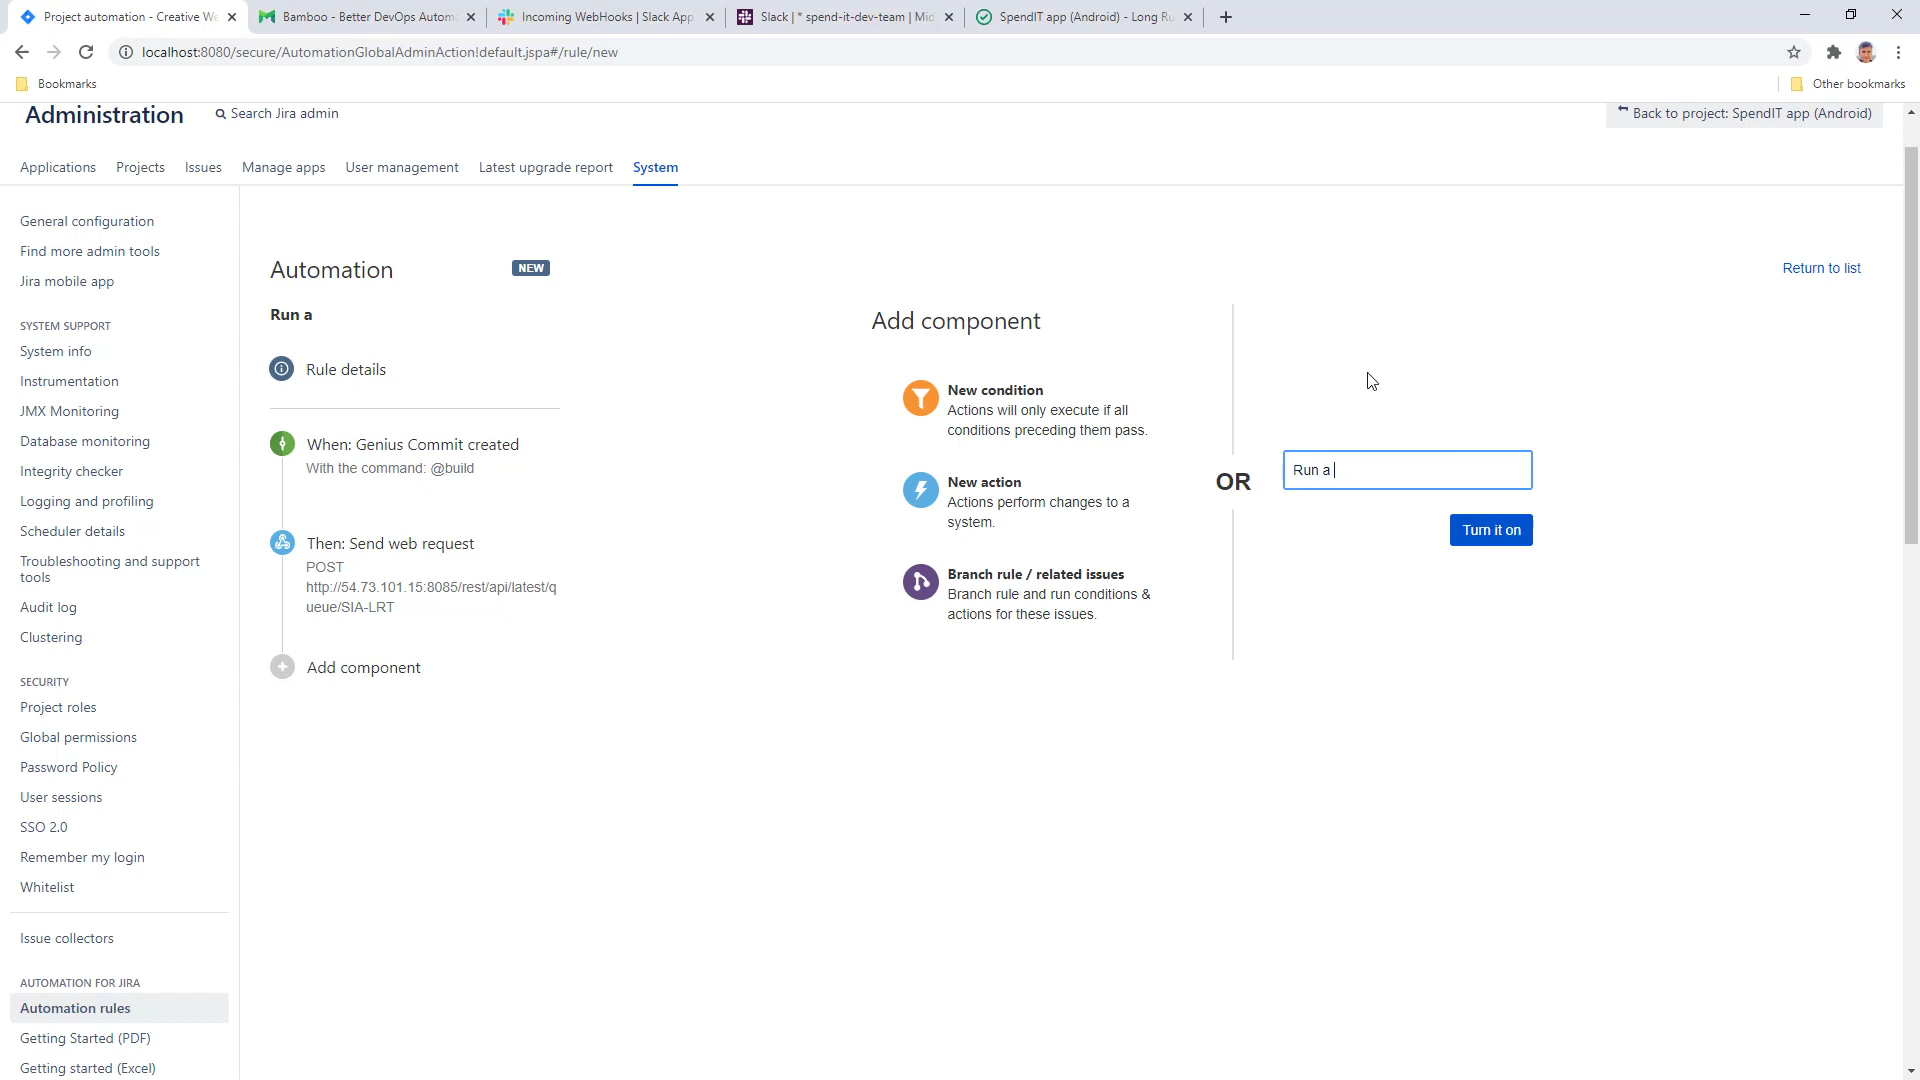 Project automation - Creative We
Bamboo - Better DevOps Autom
Incoming WebHooks | Slack App
Slack | * spend-it-dev-team | Mid
SpendIT app (Android) - Long Ru
localhost:8080/secure/AutomationGlobalAdminAction!default.jspa#/rule/new
Bookmarks
Other bookmarks
Administration
Search Jira admin
Back to project: SpendIT app (Android)
Applications
Projects
Issues
Manage apps
User management
Latest upgrade report
System
General configuration
Find more admin tools
Jira mobile app
SYSTEM SUPPORT
System info
Instrumentation
JMX Monitoring
Database monitoring
Integrity checker
Logging and profiling
Scheduler details
Troubleshooting and support
tools
Audit log
Clustering
SECURITY
Project roles
Global permissions
Password Policy
User sessions
SSO 2.0
Remember my login
Whitelist
Issue collectors
AUTOMATION FOR JIRA
Automation rules
Getting Started (PDF)
Getting started (Excel)
Automation
NEW
Return to list
Run a
Rule details
When: Genius Commit created
With the command: @build
Then: Send web request
POST
http://54.73.101.15:8085/rest/api/latest/q
ueue/SIA-LRT
Add component
Add component
New condition
Actions will only execute if all
conditions preceding them pass.
New action
Actions perform changes to a
system.
Branch rule / related issues
Branch rule and run conditions &
actions for these issues.
OR
Run a
Turn it on